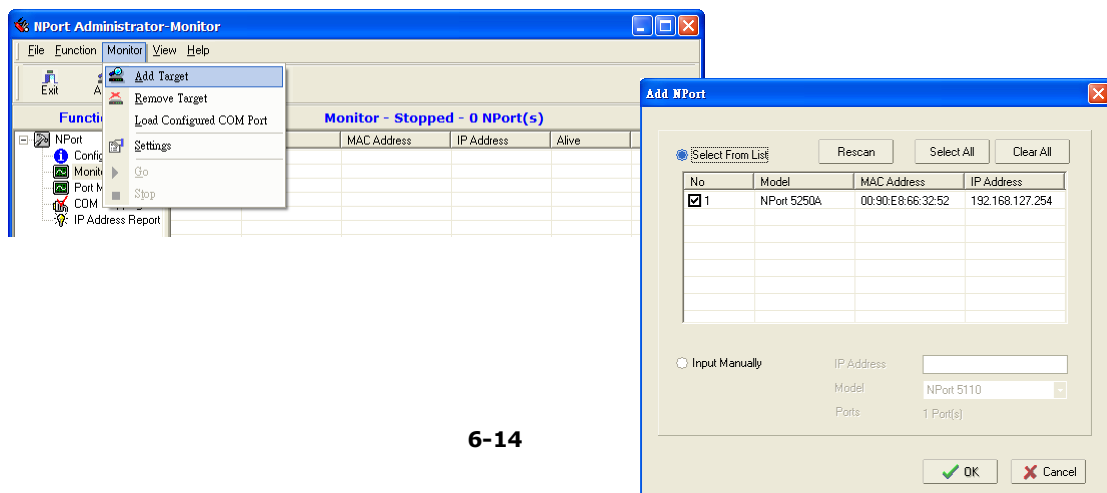 NPort Administrator-Monitor
File Function Monitor View Help
Exit A
Add Target
Remove Target
Load Configured COM Port
Settings
Go
Stop
Functi
Monitor - Stopped - 0 NPort(s)
NPort
Config
Monit
Port M
COM
IP Address Report
MAC Address IP Address Alive
Add NPort
Select From List Rescan Select All Clear All
No Model MAC Address IP Address
1 NPort 5250A 00:90:E8:66:32:52 192.168.127.254
Input Manually
IP Address
Model NPort 5110
Ports 1 Port(s)
OK Cancel
6-14